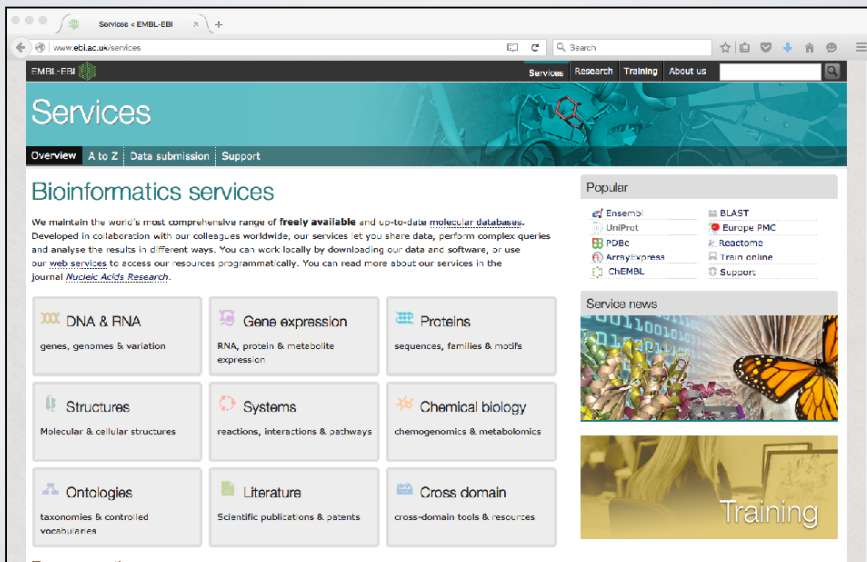 Services < EMBL-EBI
www.ebi.ac.uk/services
Search
EMBL-EBI
Services Research Training About us
Services
Overview A to Z Data submission Support
Bioinformatics services
We maintain the world's most comprehensive range of freely available and up-to-date molecular databases.
Developed in collaboration with our colleagues worldwide, our services let you share data, perform complex queries
and analyse the results in different ways. You can work locally by downloading our data and software, or use
our web services to access our resources programmatically. You can read more about our services in the
journal Nucleic Acids Research.
DNA & RNA
genes, genomes & variation
Gene expression
RNA, protein & metabolite
expression
Proteins
sequences, families & motifs
Structures
Molecular & cellular structures
Systems
reactions, interactions & pathways
Chemical biology
chemogenomics & metabolomics
Ontologies
taxonomies & controlled
vocabularies
Literature
Scientific publications & patents
Cross domain
cross-domain tools & resources
Popular
Ensembl
BLAST
UniProt
Europe PMC
PDBe
Reactome
ArrayExpress
Train online
ChEMBL
Support
Service news
Training